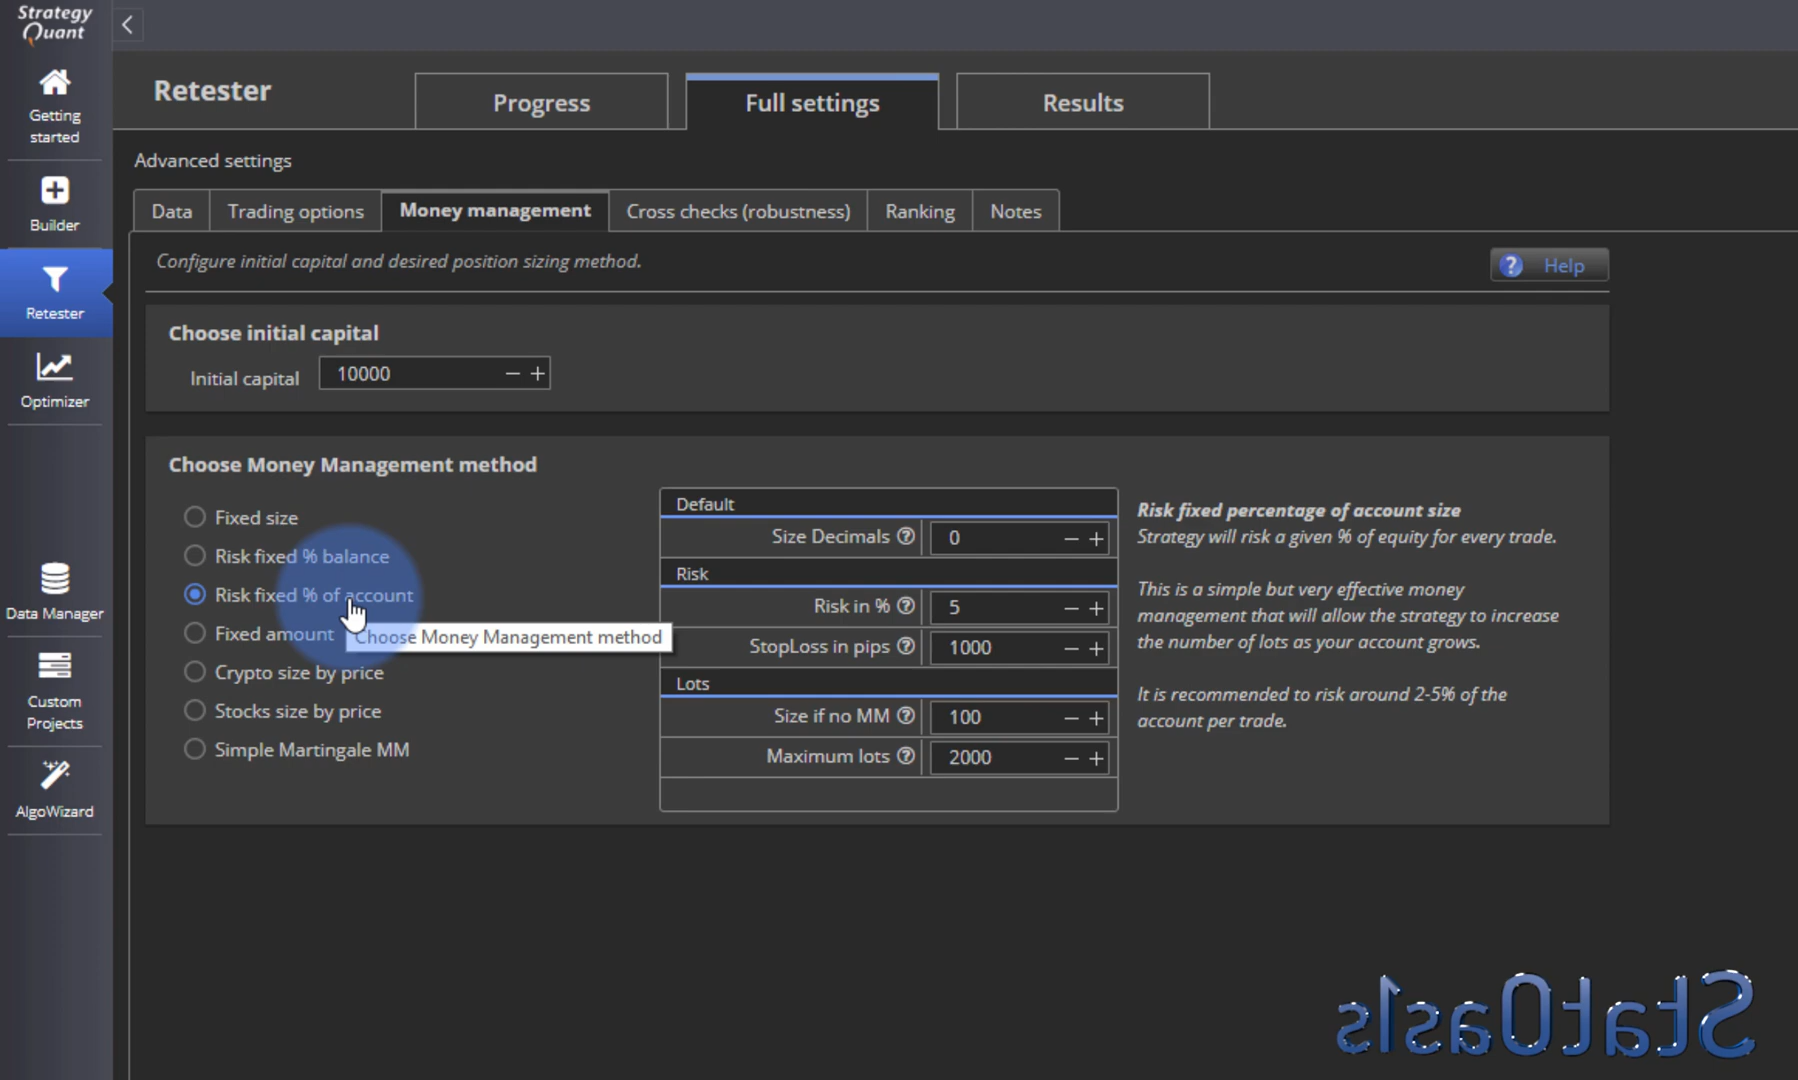 Strategy
Quant
Getting
started
Builder
Retester
Optimizer
Data Manager
Custom
Projects
AlgoWizard
Retester
Progress
Full settings
Results
Advanced settings
Data
Trading options
Money management
Cross checks (robustness)
Ranking
Notes
Configure initial capital and desired position sizing method.
? Help
Choose initial capital
Initial capital
10000
Choose Money Management method
Fixed size
Risk fixed % balance
Risk fixed % of account
Fixed amount
Choose Money Management method
Crypto size by price
Stocks size by price
Simple Martingale MM
Default
Size Decimals ? 0
Risk
Risk in % ? 5
StopLoss in pips ? 1000
Lots
Size if no MM ? 100
Maximum lots ? 2000
Risk fixed percentage of account size
Strategy will risk a given % of equity for every trade.
This is a simple but very effective money
management that will allow the strategy to increase
the number of lots as your account grows.
It is recommended to risk around 2-5% of the
account per trade.
StatOas1s